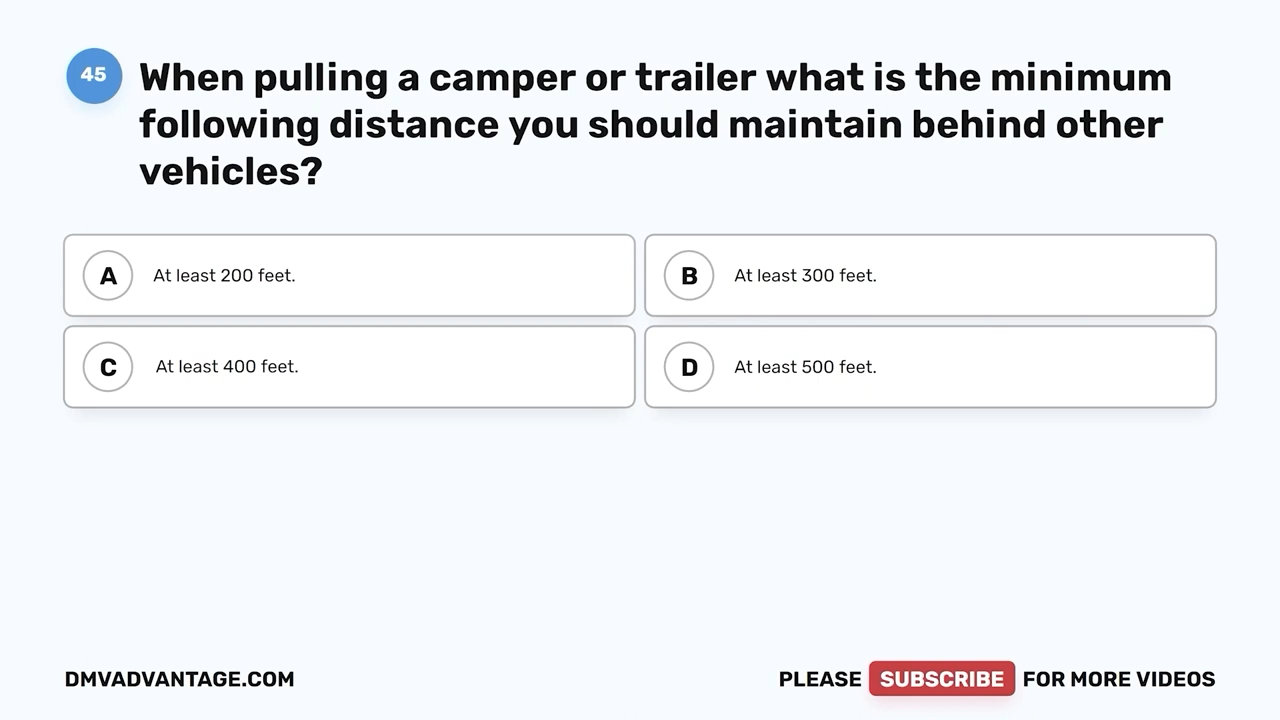 45
When pulling a camper or trailer what is the minimum
following distance you should maintain behind other
vehicles?
A At least 200 feet.
B At least 300 feet.
C At least 400 feet.
D At least 500 feet.
DMVADVANTAGE.COM
PLEASE SUBSCRIBE FOR MORE VIDEOS